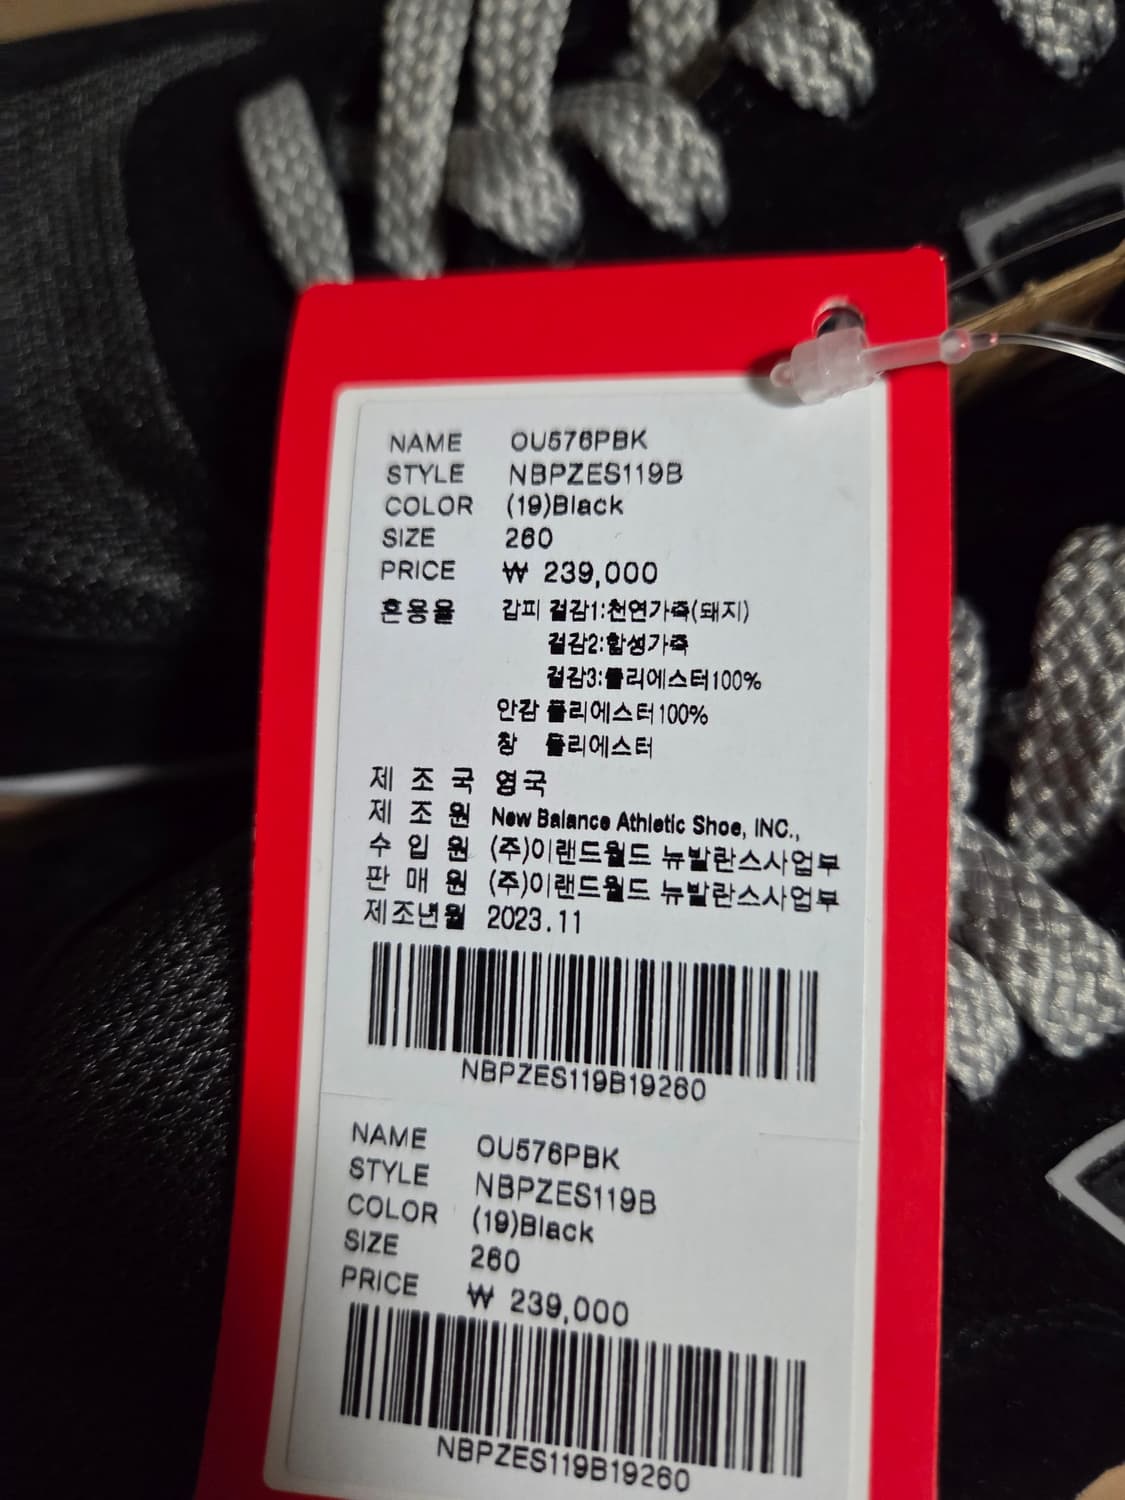 NAME OU576PBK
STYLE NBPZES119B
COLOR (19)Black
SIZE 260
PRICE ₩ 239,000
혼용율 갑피 겉감1:천연가죽(돼지)
겉감2:합성가죽
겉감3:폴리에스터100%
안감 폴리에스터100%
창 폴리에스터
제 조 국 영국
제 조 원 New Balance Athletic Shoe, INC.,
수 입 원 (주)이랜드월드 뉴발란스사업부
판 매 원 (주)이랜드월드 뉴발란스사업부
제조년월 2023.11
NBPZES119B19260
NAME OU576PBK
STYLE NBPZES119B
COLOR (19)Black
SIZE 260
PRICE ₩ 239,000
NBPZES119B19260